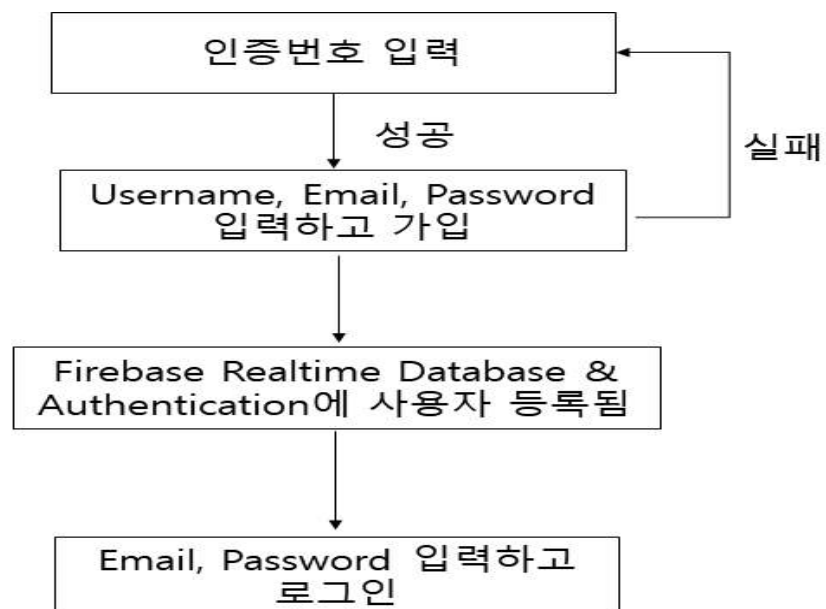 인증번호 입력
성공
실패
Username, Email, Password
입력하고 가입
Firebase Realtime Database &
Authentication에 사용자 등록됨
Email, Password 입력하고
로그인